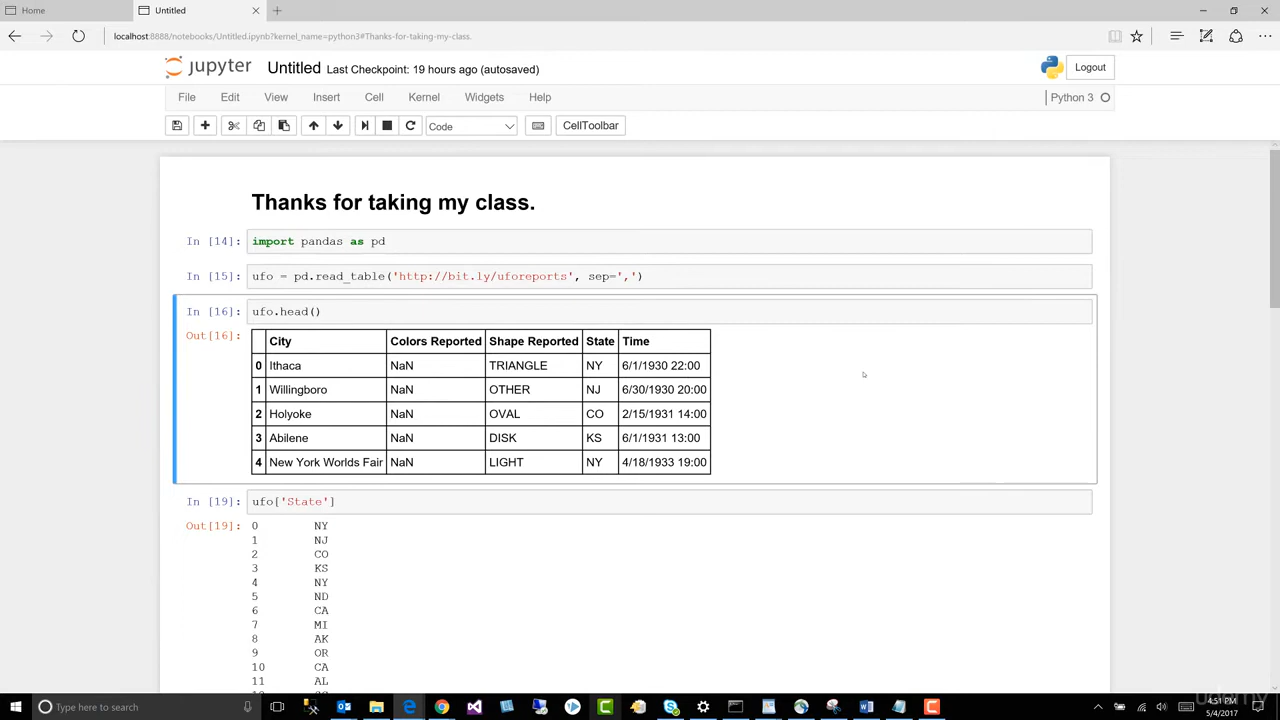 Home
Untitled
localhost:8888/notebooks/Untitled.ipynb?kernel_name=python3#Thanks-for-taking-my-class.
jupyter Untitled Last Checkpoint: 19 hours ago (autosaved)
Logout
File Edit View Insert Cell Kernel Widgets Help
Python 3
Code
CellToolbar
Thanks for taking my class.
In [14]: import pandas as pd
In [15]: ufo = pd.read_table('http://bit.ly/uforeports', sep=',')
In [16]: ufo.head()
Out[16]:
City Colors Reported Shape Reported State Time
0 Ithaca NaN TRIANGLE NY 6/1/1930 22:00
1 Willingboro NaN OTHER NJ 6/30/1930 20:00
2 Holyoke NaN OVAL CO 2/15/1931 14:00
3 Abilene NaN DISK KS 6/1/1931 13:00
4 New York Worlds Fair NaN LIGHT NY 4/18/1933 19:00
In [19]: ufo['State']
Out[19]: 0 NY
1 NJ
2 CO
3 KS
4 NY
5 ND
6 CA
7 MI
8 AK
9 OR
10 CA
11 AL
Type here to search
4:51 PM
5/4/2017